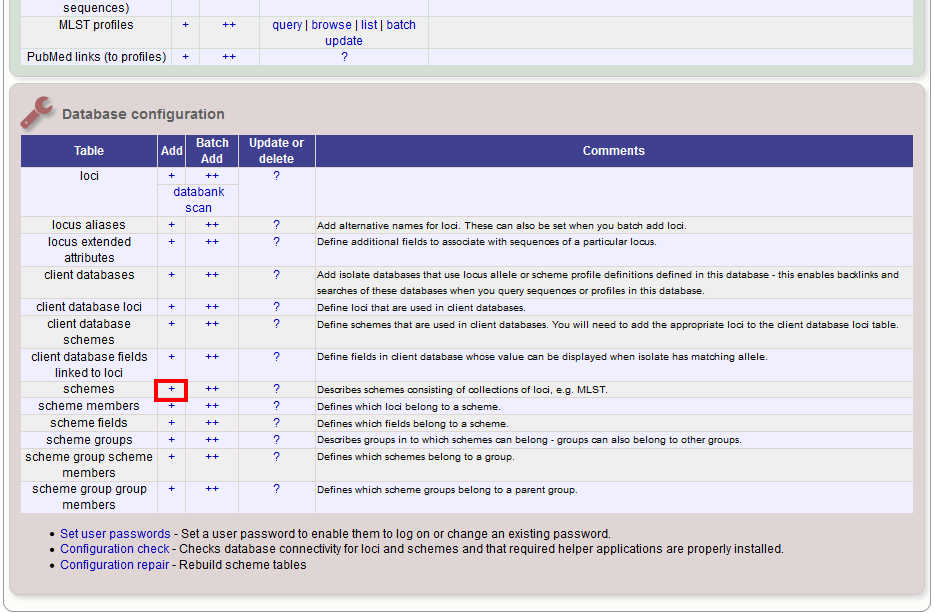 sequences)
MLST profiles + ++ query | browse | list | batch
update
PubMed links (to profiles) + ++ ?
Database configuration
Table Add Batch Add Update or delete Comments
loci + ++ ?
databank
scan
locus aliases + ++ ? Add alternative names for loci. These can also be set when you batch add loci.
locus extended
attributes + ++ ? Define additional fields to associate with sequences of a particular locus.
client databases + ++ ? Add isolate databases that use locus allele or scheme profile definitions defined in this database - this enables backlinks and
searches of these databases when you query sequences or profiles in this database.
client database loci + ++ ? Define loci that are used in client databases.
client database
schemes + ++ ? Define schemes that are used in client databases. You will need to add the appropriate loci to the client database loci table.
client database fields
linked to loci + ++ ? Define fields in client database whose value can be displayed when isolate has matching allele.
schemes + ++ ? Describes schemes consisting of collections of loci, e.g. MLST.
scheme members + ++ ? Defines which loci belong to a scheme.
scheme fields + ++ ? Defines which fields belong to a scheme.
scheme groups + ++ ? Describes groups in to which schemes can belong - groups can also belong to other groups.
scheme group scheme
members + ++ ? Defines which schemes belong to a group.
scheme group group
members + ++ ? Defines which scheme groups belong to a parent group.
• Set user passwords - Set a user password to enable them to log on or change an existing password.
• Configuration check - Checks database connectivity for loci and schemes and that required helper applications are properly installed.
• Configuration repair - Rebuild scheme tables